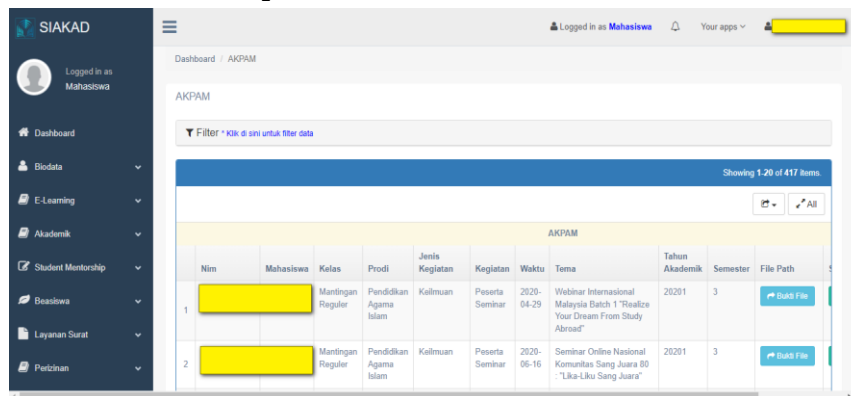 SIAKAD
Logged in as Mahasiswa
Your apps
Logged in as
Mahasiswa
Dashboard / AKPAM
AKPAM
Filter * Klik di sini untuk filter data
Dashboard
Biodata
E-Learning
Akademik
Student Mentorship
Beasiswa
Layanan Surat
Perizinan
Showing 1-20 of 417 items.
All
AKPAM
Nim Mahasiswa Kelas Prodi Jenis Kegiatan Kegiatan Waktu Tema Tahun Akademik Semester File Path
1 Mantingan Reguler Pendidikan Agama Islam Keilmuan Peserta Seminar 2020-04-29 Webinar Internasional Malaysia Batch 1 "Realize Your Dream From Study Abroad" 20201 3 Bukti File
2 Mantingan Reguler Pendidikan Agama Islam Keilmuan Peserta Seminar 2020-06-16 Seminar Online Nasional Komunitas Sang Juara 80 : "Lika-Liku Sang Juara" 20201 3 Bukti File